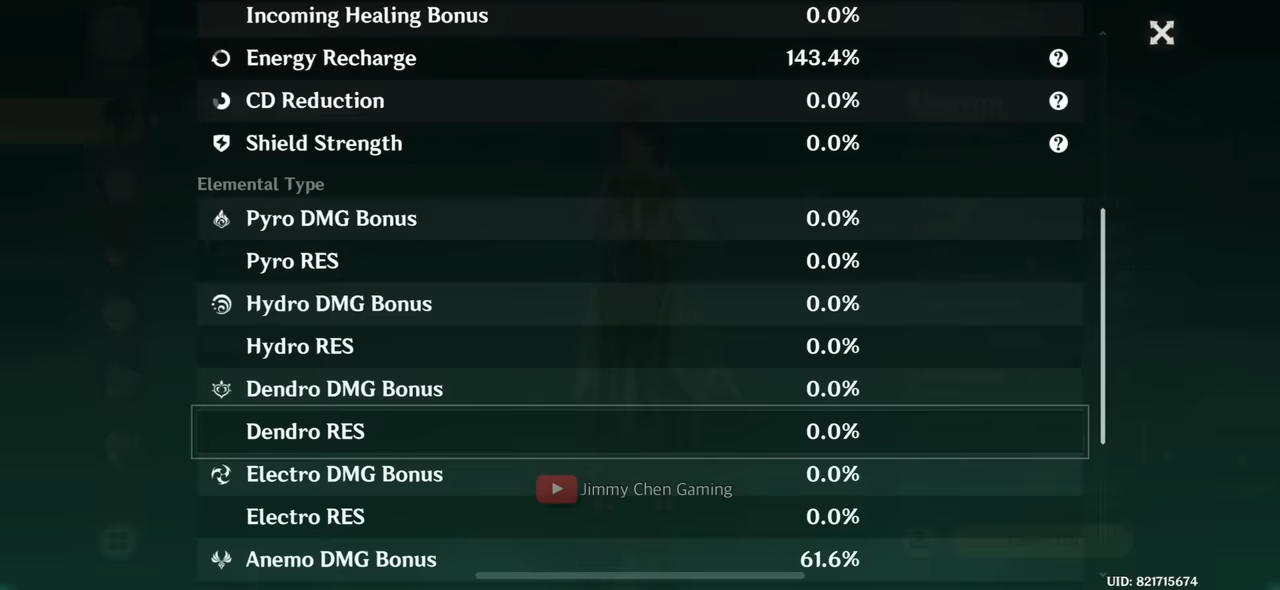 Incoming Healing Bonus 0.0%
Energy Recharge 143.4% ?
CD Reduction 0.0% ?
Shield Strength 0.0% ?
Elemental Type
Pyro DMG Bonus 0.0%
Pyro RES 0.0%
Hydro DMG Bonus 0.0%
Hydro RES 0.0%
Dendro DMG Bonus 0.0%
Dendro RES 0.0%
Electro DMG Bonus 0.0%
Jimmy Chen Gaming
Electro RES 0.0%
Anemo DMG Bonus 61.6%
UID: 821715674